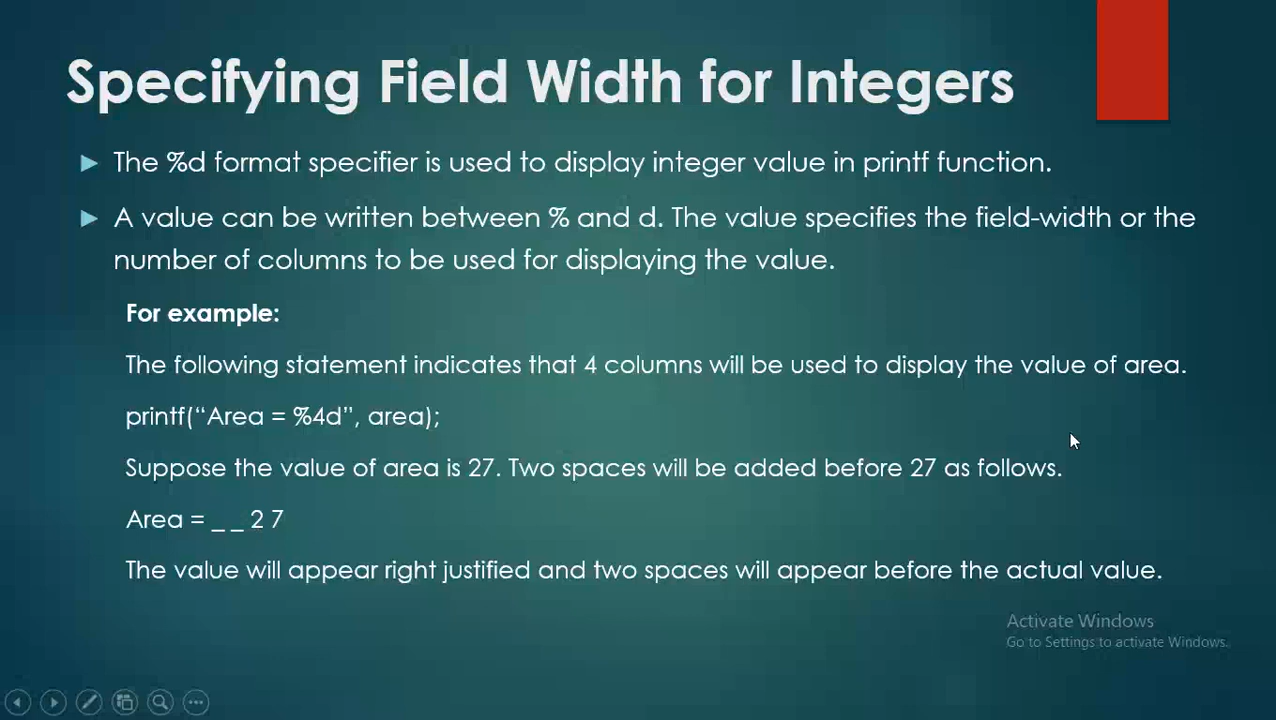 Specifying Field Width for Integers
The %d format specifier is used to display integer value in printf function.
A value can be written between % and d. The value specifies the field-width or the
number of columns to be used for displaying the value.
For example:
The following statement indicates that 4 columns will be used to display the value of area.
printf(“Area = %4d”, area);
Suppose the value of area is 27. Two spaces will be added before 27 as follows.
Area = _ _ 2 7
The value will appear right justified and two spaces will appear before the actual value.
Activate Windows
Go to Settings to activate Windows.